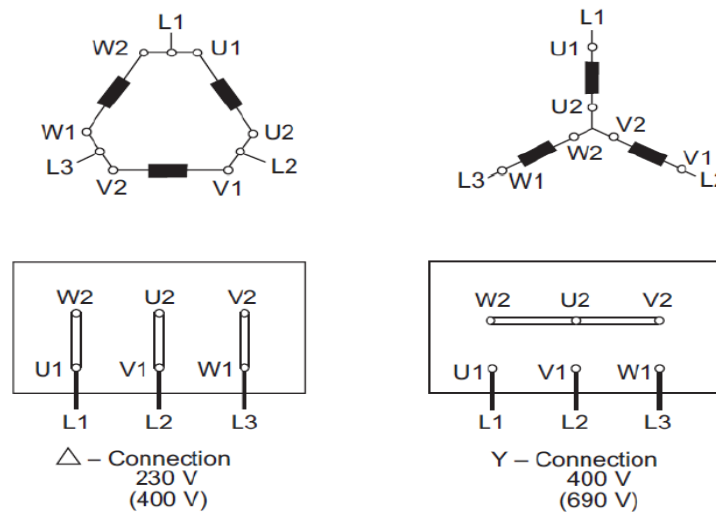 L1
W2 U1
W1 U2
L3 L2
V2 V1
L1
U1
U2
V2
W2
V1
L3 W1
L2
W2 U2 V2
U1 V1 W1
L1 L2 L3
△ – Connection
230 V
(400 V)
W2 U2 V2
U1 V1 W1
L1 L2 L3
Y – Connection
400 V
(690 V)